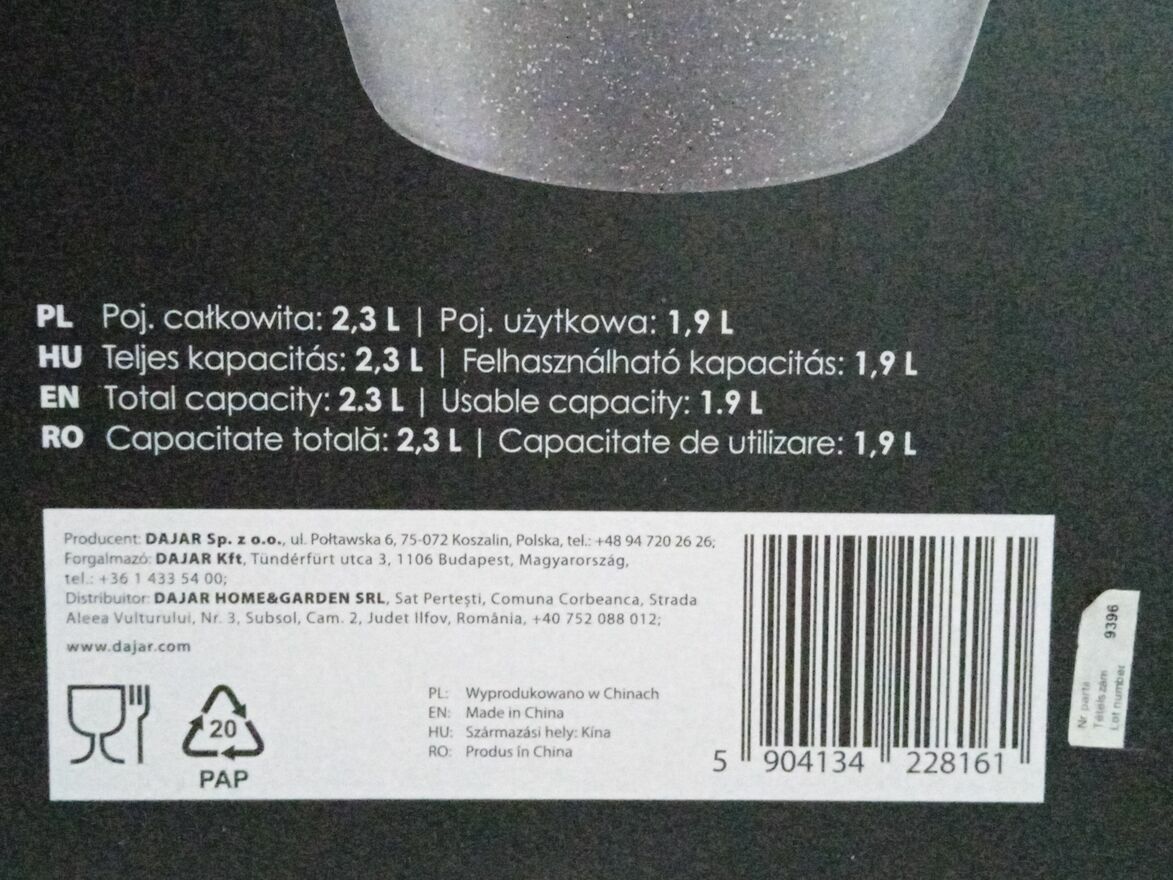 PL Poj. całkowita: 2,3 L | Poj. użytkowa: 1,9 L
HU Teljes kapacitás: 2,3 L | Felhasználható kapacitás: 1,9 L
EN Total capacity: 2.3 L | Usable capacity: 1.9 L
RO Capacitate totală: 2,3 L | Capacitate de utilizare: 1,9 L
Producent: DAJAR Sp. z o.o., ul. Połtawska 6, 75-072 Koszalin, Polska, tel.: +48 94 720 26 26;
Forgalmazó: DAJAR Kft, Tündérfürt utca 3, 1106 Budapest, Magyarország,
tel.: +36 1 433 54 00;
Distribuitor: DAJAR HOME&GARDEN SRL, Sat Pertești, Comuna Corbeanca, Strada
Aleea Vulturului, Nr. 3, Subsol, Cam. 2, Judet Ilfov, România, +40 752 088 012;
www.dajar.com
20
PAP
PL: Wyprodukowano w Chinach
EN: Made in China
HU: Származási hely: Kína
RO: Produs în China
5 904134 228161
Nr partii
Tételszám
Lot number
9396